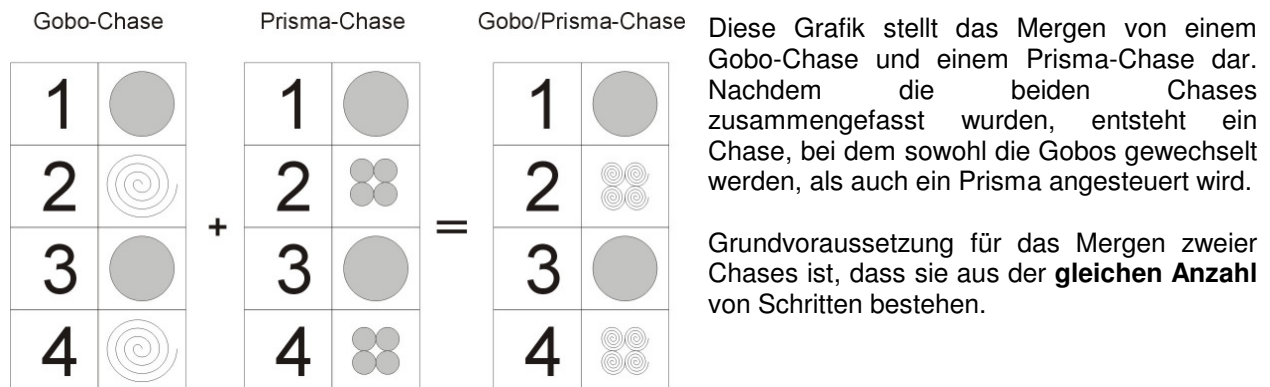 Gobo-Chase
Prisma-Chase
Gobo/Prisma-Chase
1
2
3
4
+
1
2
3
4
=
1
2
3
4
Diese Grafik stellt das Mergen von einem
Gobo-Chase und einem Prisma-Chase dar.
Nachdem die beiden Chases
zusammengefasst wurden, entsteht ein
Chase, bei dem sowohl die Gobos gewechselt
werden, als auch ein Prisma angesteuert wird.
Grundvoraussetzung für das Mergen zweier
Chases ist, dass sie aus der gleichen Anzahl
von Schritten bestehen.